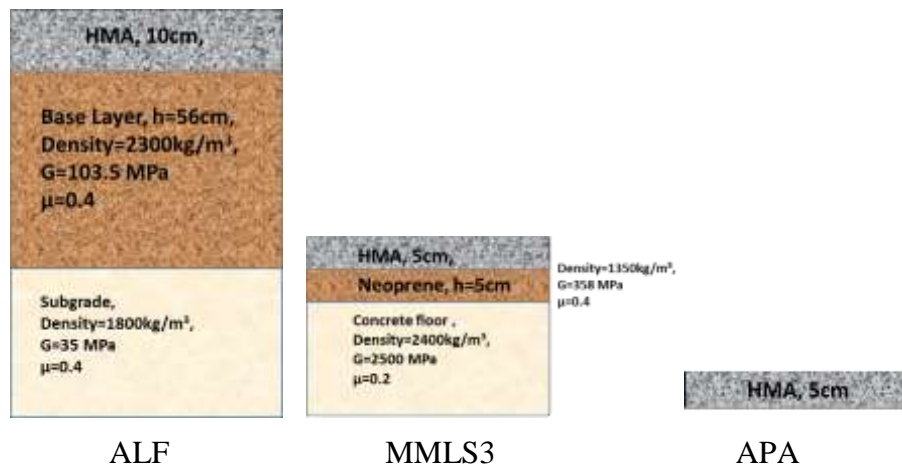 HMA, 10cm,
Base Layer, h=56cm,
Density=2300kg/m³,
G=103.5 MPa
μ=0.4
Subgrade,
Density=1800kg/m³,
G=35 MPa
μ=0.4
HMA, 5cm,
Neoprene, h=5cm
Density=1350kg/m³,
G=358 MPa
μ=0.4
Concrete floor ,
Density=2400kg/m³,
G=2500 MPa
μ=0.2
HMA, 5cm
ALF
MMLS3
APA